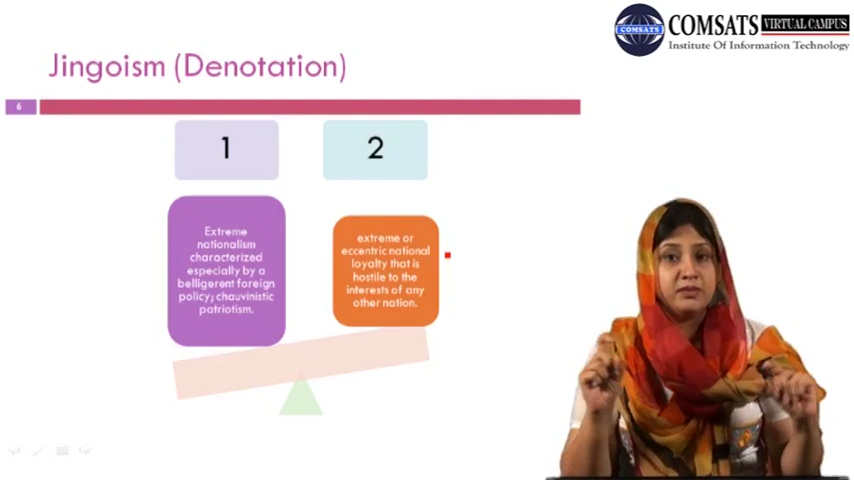 COMSATS VIRTUAL CAMPUS
COMSATS
Institute Of Information Technology
Jingoism (Denotation)
6
1
2
Extreme
nationalism
characterized
especially by a
belligerent foreign
policy; chauvinistic
patriotism.
extreme or
eccentric national
loyalty that is
hostile to the
interests of any
other nation.